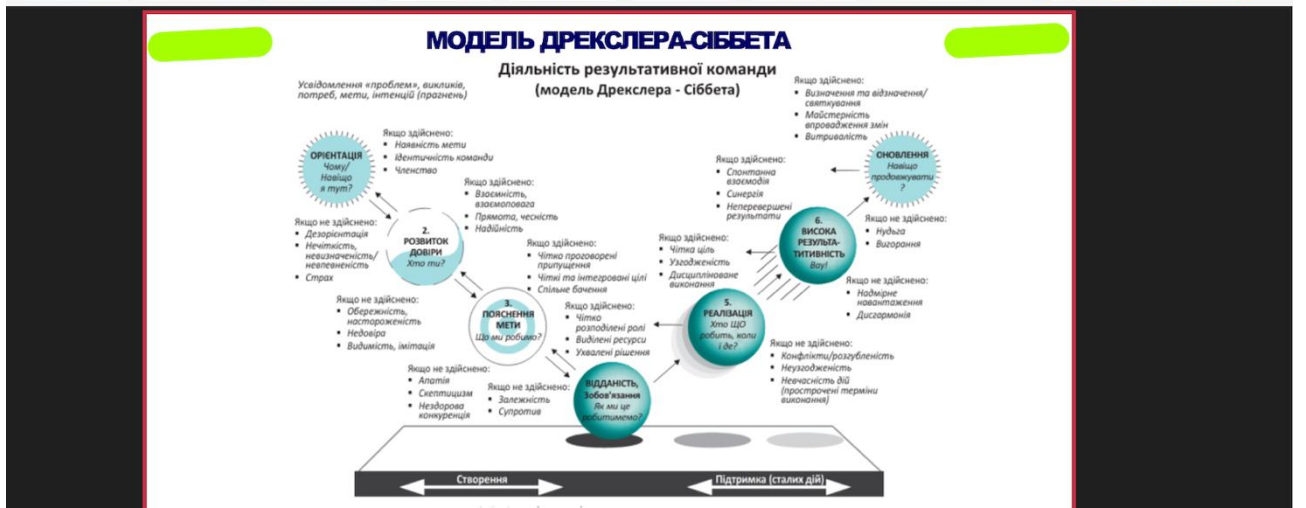 МОДЕЛЬ ДРЕКСЛЕРА-СІББЕТА
Діяльність результативної команди
(модель Дрекслера - Сіббета)
Усвідомлення «проблем», викликів,
потреб, мети, інтенцій (прагнень)
ОРІЄНТАЦІЯ
Чому/
Навіщо
я тут?
Якщо здійснено:
▪ Наявність мети
▪ Ідентичність команди
▪ Членство
Якщо не здійснено:
▪ Дезорієнтація
▪ Нечіткість,
невизначеність/
невпевненість
▪ Страх
2.
РОЗВИТОК
ДОВІРИ
Хто ти?
Якщо здійснено:
▪ Взаємність,
взаємоповага
▪ Прямота, чесність
▪ Надійність
Якщо не здійснено:
▪ Обережність,
настороженість
▪ Недовіра
▪ Видимість, імітація
3.
ПОЯСНЕННЯ
МЕТИ
Що ми робимо?
Якщо здійснено:
▪ Чітко проговорені
припущення
▪ Чіткі та інтегровані цілі
▪ Спільне бачення
Якщо не здійснено:
▪ Апатія
▪ Скептицизм
▪ Нездорова
конкуренція
ВІДДАНІСТЬ,
Зобов'язання
Як ми це
робитимемо?
Якщо здійснено:
▪ Чітко
розподілені ролі
▪ Виділені ресурси
▪ Ухвалені рішення
Якщо не здійснено:
▪ Залежність
▪ Супротив
5.
РЕАЛІЗАЦІЯ
Хто ЩО
робить, коли
і де?
Якщо здійснено:
▪ Чітка ціль
▪ Узгодженість
▪ Дисципліноване
виконання
Якщо не здійснено:
▪ Конфлікти/розгубленість
▪ Неузгодженість
▪ Невчасність дій
(прострочені терміни
виконання)
6.
ВИСОКА
РЕЗУЛЬТА-
ТИТИВНІСТЬ
Вау!
Якщо здійснено:
▪ Спонтанна
взаємодія
▪ Синергія
▪ Неперевершені
результати
Якщо не здійснено:
▪ Надмірне
навантаження
▪ Дисгармонія
ОНОВЛЕННЯ
Навіщо
продовжувати
?
Якщо здійснено:
▪ Визначення та відзначення/
святкування
▪ Майстерність
впровадження змін
▪ Витривалість
Якщо не здійснено:
▪ Нудьга
▪ Вигорання
Створення
Підтримка (сталих дій)